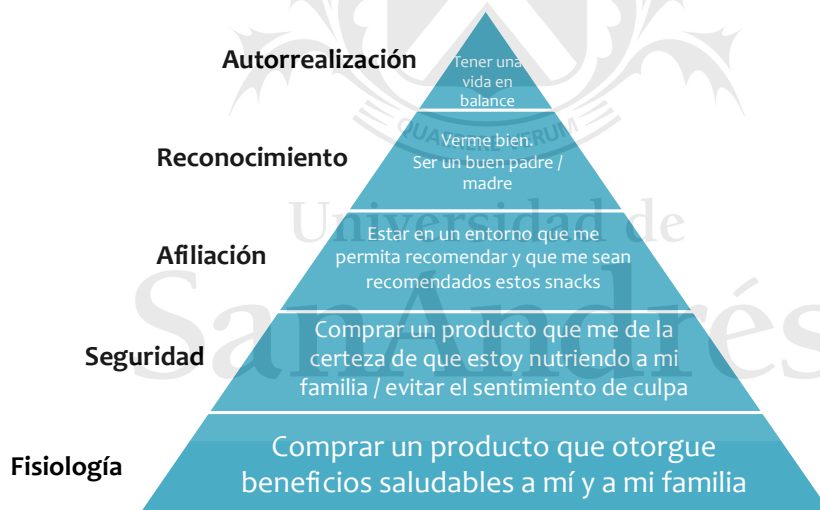 Autorrealización
Tener una
vida en
balance
QUAERERE VERUM
Reconocimiento
Verme bien.
Ser un buen padre /
madre
Universidad de
SanAndrés
Afiliación
Estar en un entorno que me
permita recomendar y que me sean
recomendados estos snacks
Seguridad
Comprar un producto que me de la
certeza de que estoy nutriendo a mi
familia / evitar el sentimiento de culpa
Fisiología
Comprar un producto que otorgue
beneficios saludables a mí y a mi familia